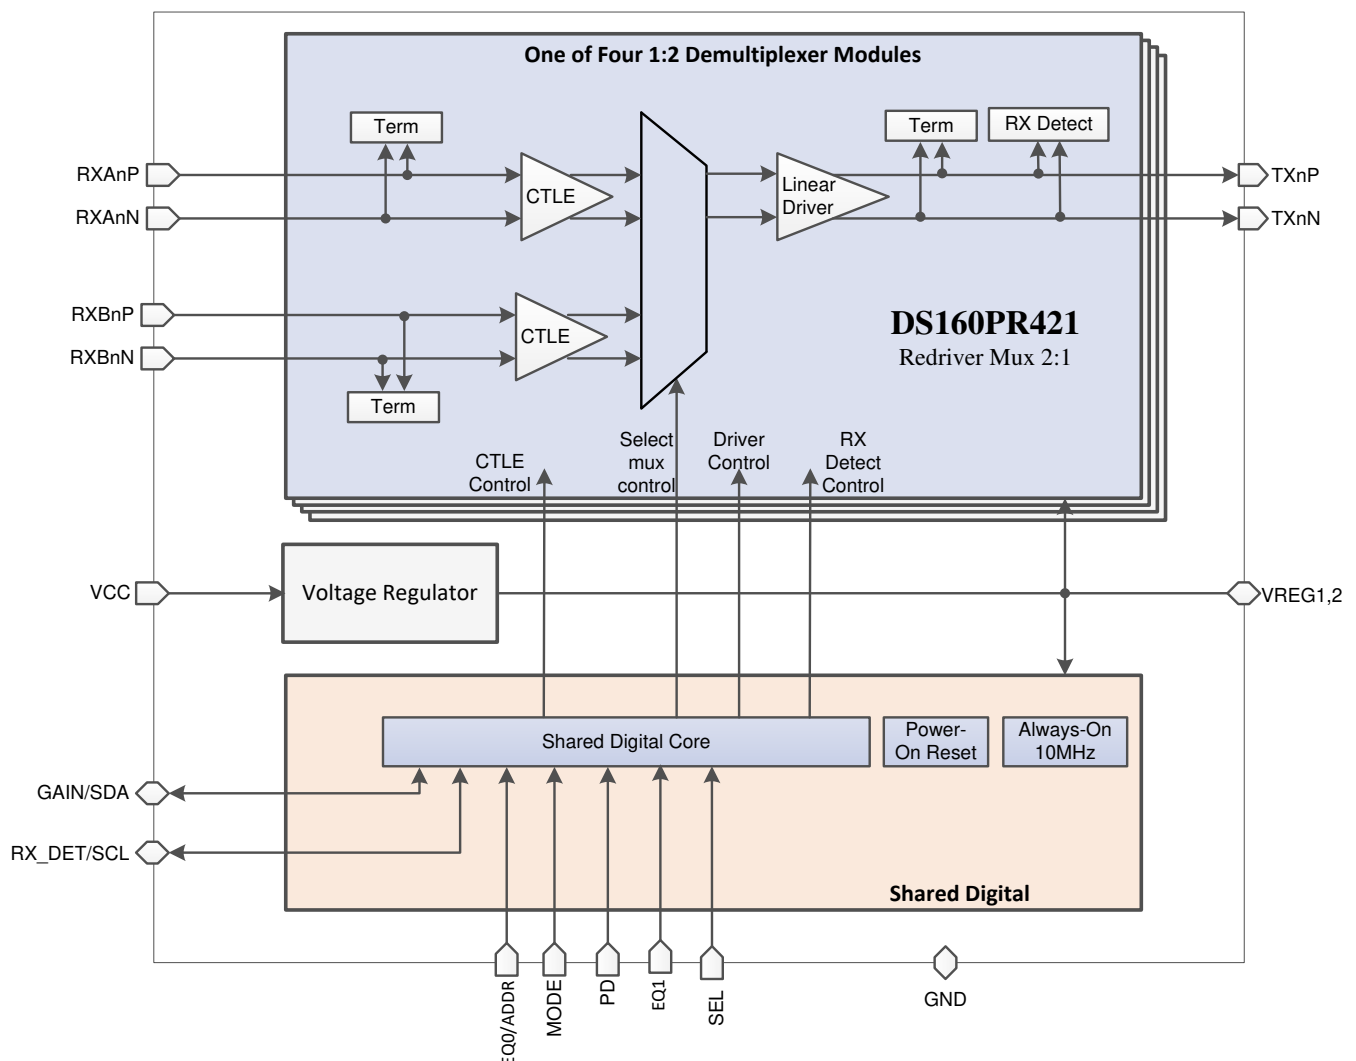 One of Four 1:2 Demultiplexer Modules
Term
Term
RX Detect
RXAnP
CTLE
Linear
Driver
TXnP
RXAnN
TXnN
RXBnP
CTLE
DS160PR421
Redriver Mux 2:1
RXBnN
Term
CTLE
Control
Select
mux
control
Driver
Control
RX
Detect
Control
VCC
Voltage Regulator
VREG1,2
Shared Digital Core
Power-
On Reset
Always-On
10MHz
GAIN/SDA
RX_DET/SCL
Shared Digital
EQ0/ADDR
MODE
PD
EQ1
SEL
GND